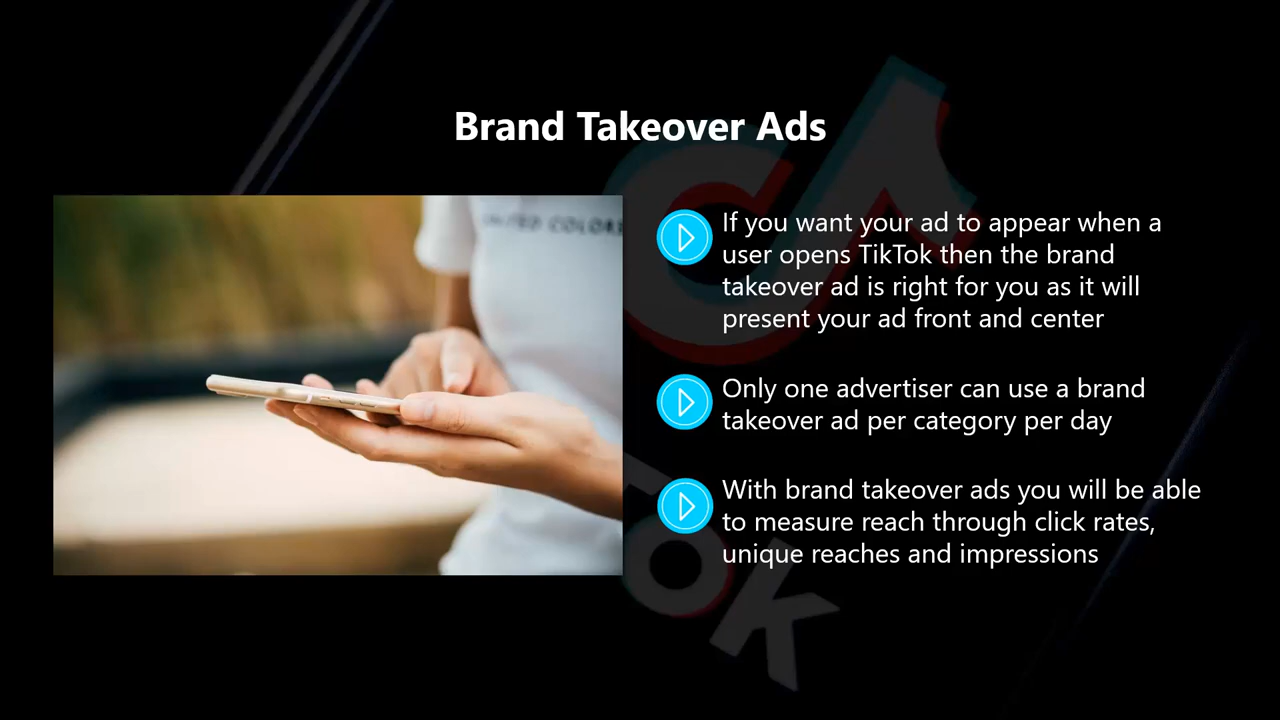 Brand Takeover Ads
UNITED COLORS
If you want your ad to appear when a
user opens TikTok then the brand
takeover ad is right for you as it will
present your ad front and center
Only one advertiser can use a brand
takeover ad per category per day
With brand takeover ads you will be able
to measure reach through click rates,
unique reaches and impressions
Tok